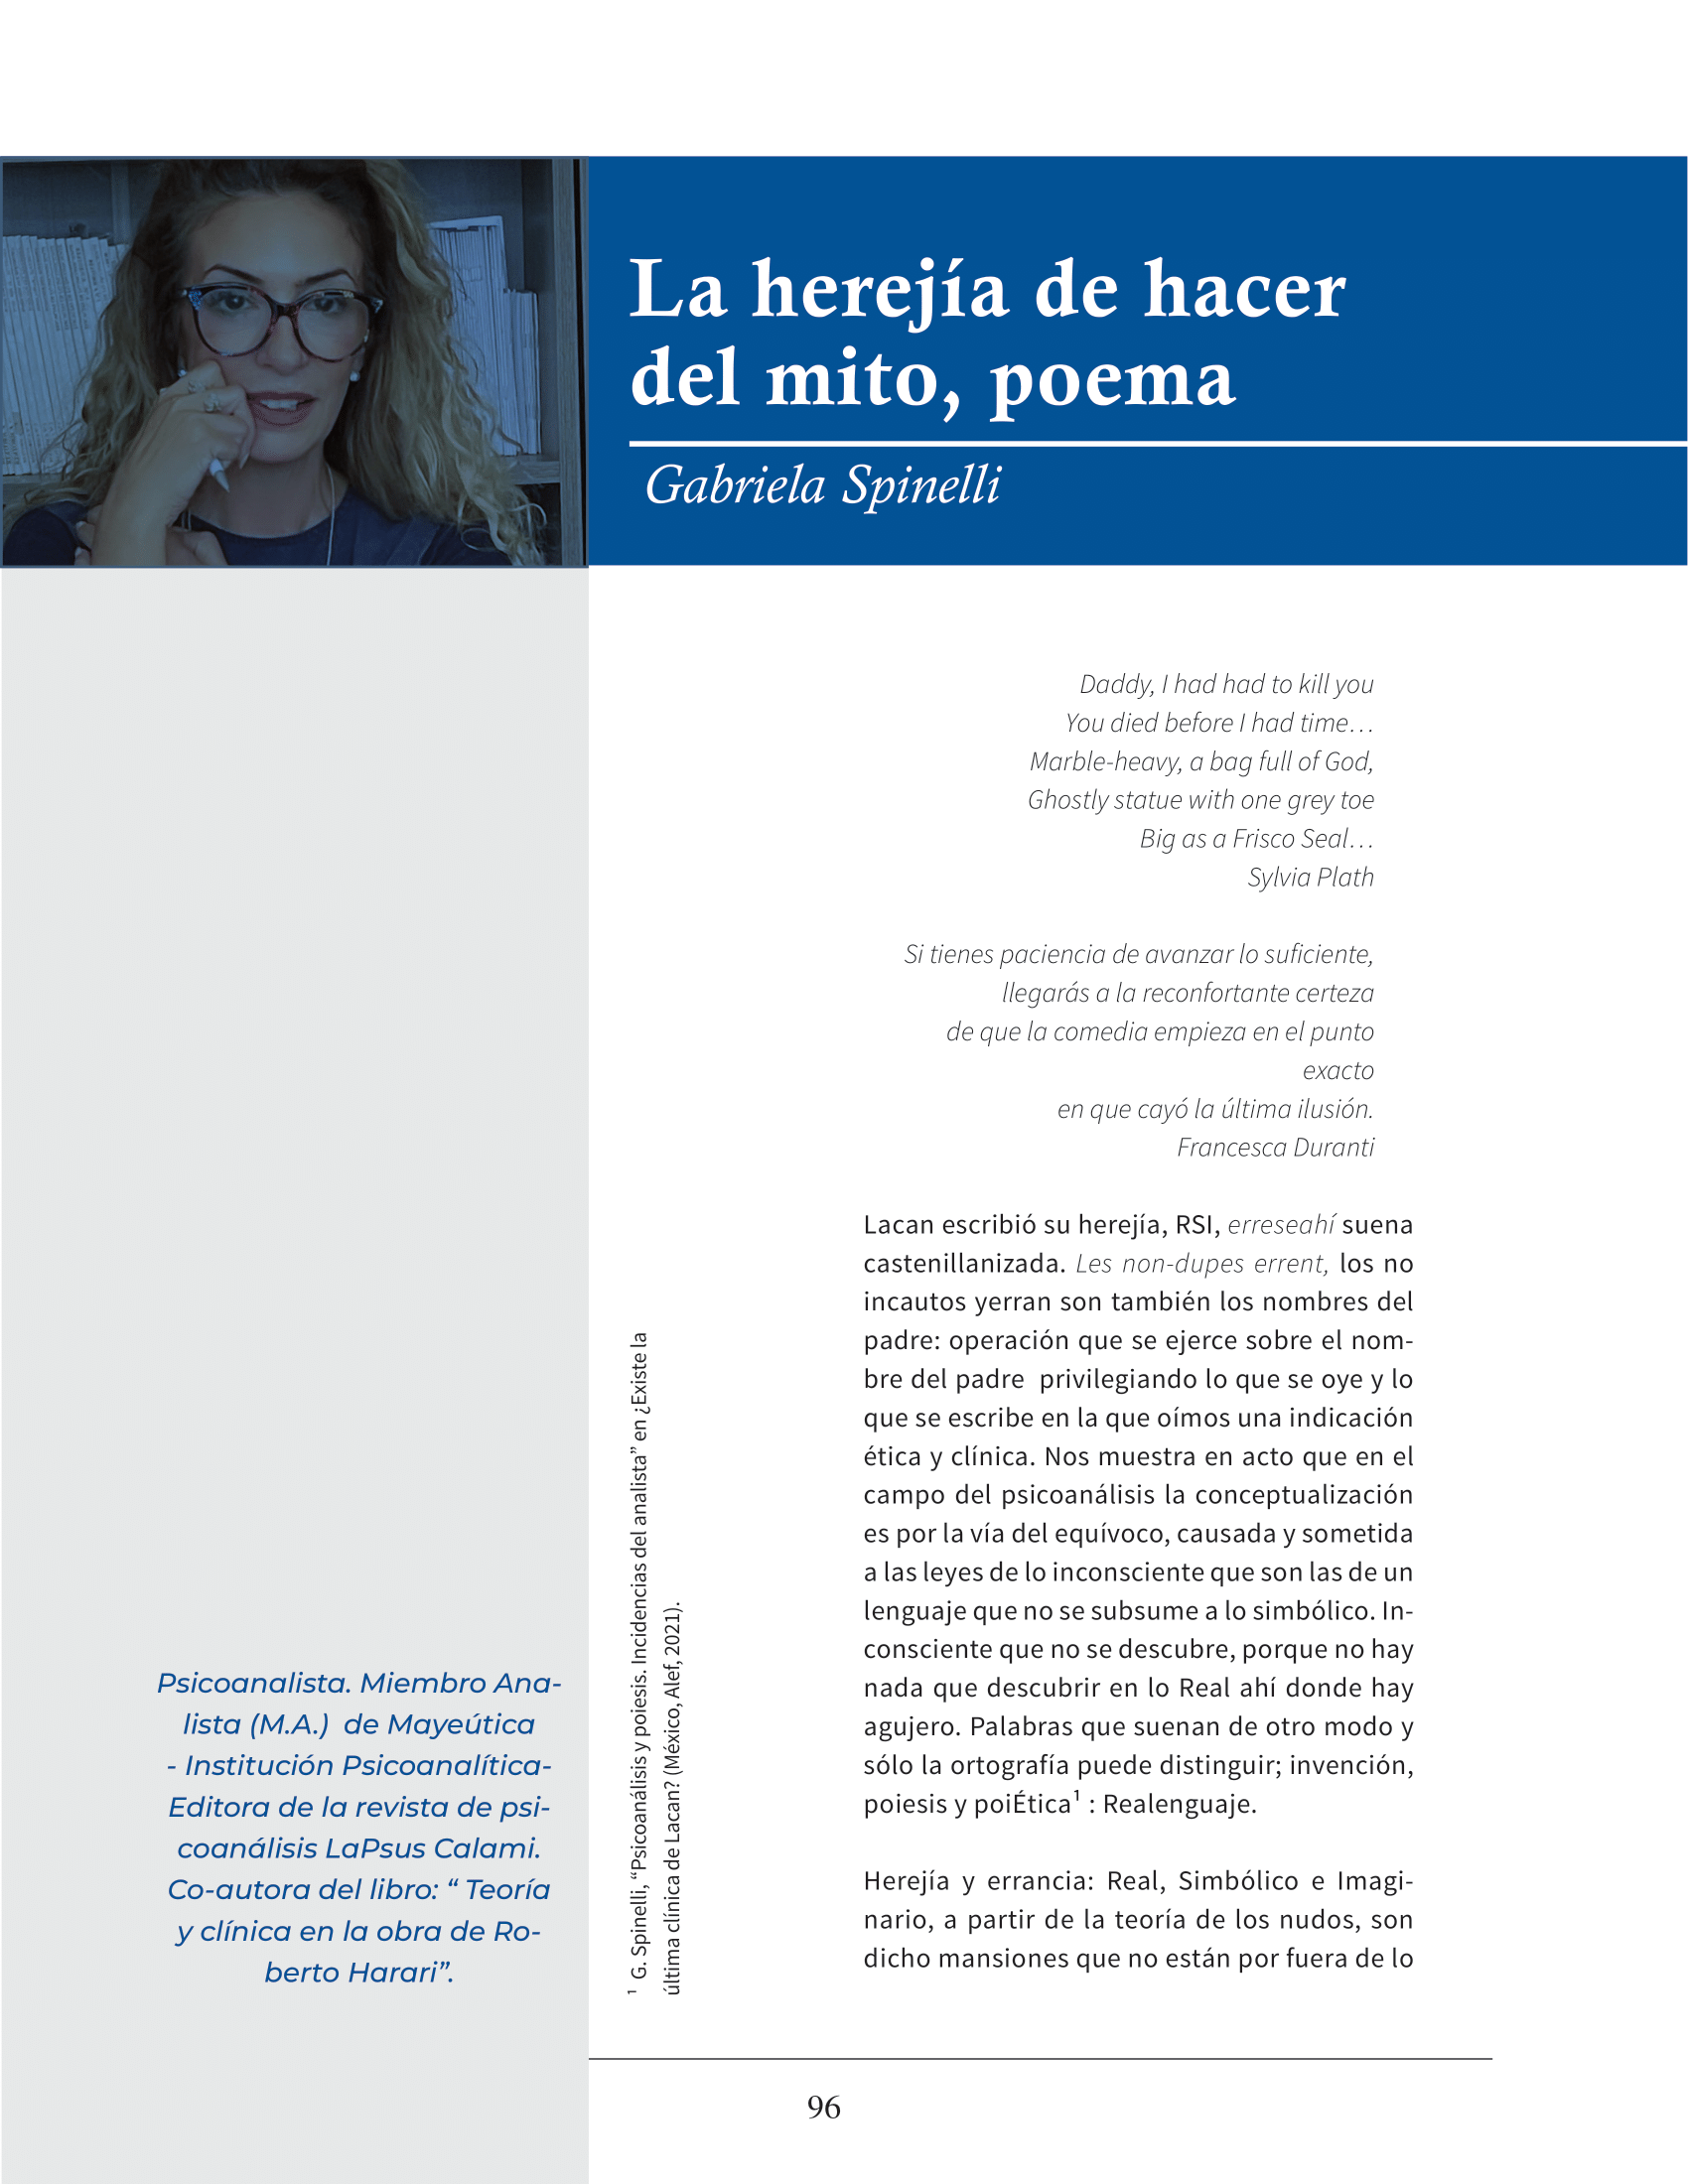 La herejía de hacer
del mito, poema
Gabriela Spinelli
Daddy, I had had to kill you
You died before I had time…
Marble-heavy, a bag full of God,
Ghostly statue with one grey toe
Big as a Frisco Seal…
Sylvia Plath
Si tienes paciencia de avanzar lo suficiente,
llegarás a la reconfortante certeza
de que la comedia empieza en el punto
exacto
en que cayó la última ilusión.
Francesca Duranti
Lacan escribió su herejía, RSI, erreseahí suena
castenillanizada. Les non-dupes errent, los no
incautos yerran son también los nombres del
padre: operación que se ejerce sobre el nom-
bre del padre  privilegiando lo que se oye y lo
que se escribe en la que oímos una indicación
ética y clínica. Nos muestra en acto que en el
campo del psicoanálisis la conceptualización
es por la vía del equívoco, causada y sometida
a las leyes de lo inconsciente que son las de un
lenguaje que no se subsume a lo simbólico. In-
consciente que no se descubre, porque no hay
nada que descubrir en lo Real ahí donde hay
agujero. Palabras que suenan de otro modo y
sólo la ortografía puede distinguir; invención,
poiesis y poiÉtica¹ : Realenguaje.
Herejía y errancia: Real, Simbólico e Imagi-
nario, a partir de la teoría de los nudos, son
dicho mansiones que no están por fuera de lo
¹ G. Spinelli, “Psicoanálisis y poiesis. Incidencias del analista” en ¿Existe la
última clínica de Lacan? (México, Alef, 2021).
Psicoanalista. Miembro Ana-
lista (M.A.)  de Mayeútica
- Institución Psicoanalítica-
Editora de la revista de psi-
coanálisis LaPsus Calami.
Co-autora del libro: “ Teoría
y clínica en la obra de Ro-
berto Harari”.
96